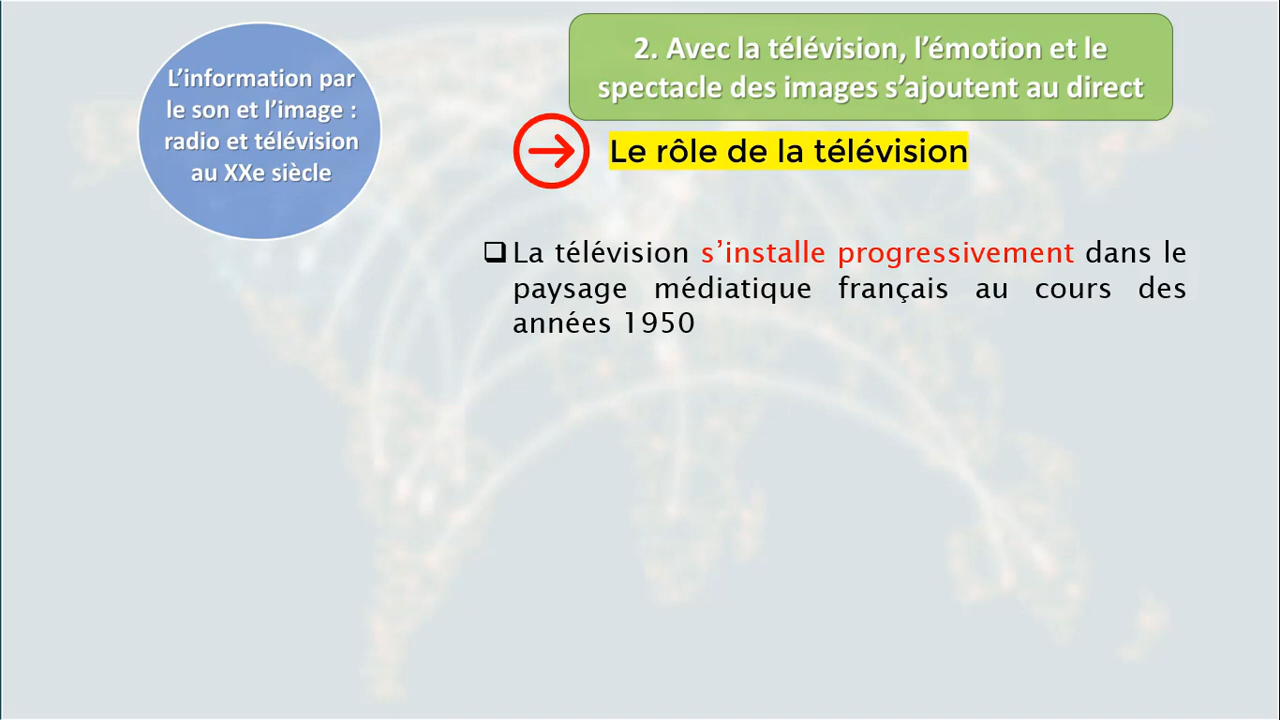 L’information par
le son et l’image :
radio et télévision
au XXe siècle
2. Avec la télévision, l’émotion et le
spectacle des images s’ajoutent au direct
Le rôle de la télévision
La télévision s’installe progressivement dans le
paysage médiatique français au cours des
années 1950